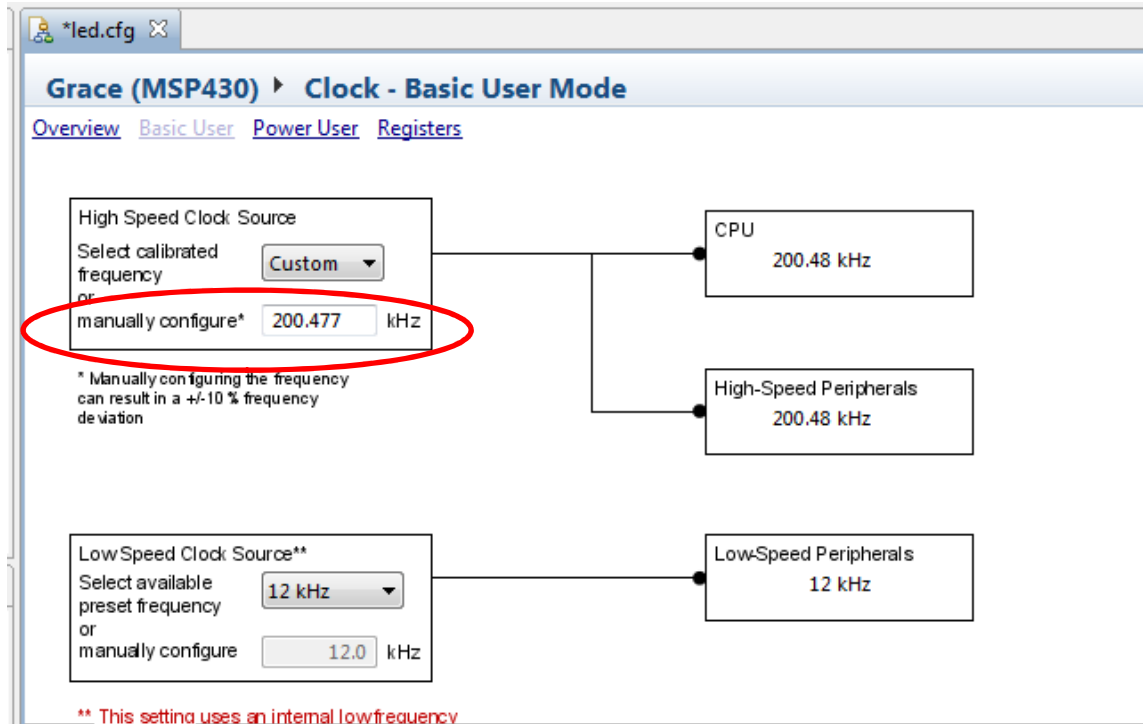 *led.cfg
Grace (MSP430) Clock - Basic User Mode
Overview Basic User Power User Registers
High Speed Clock Source
Select calibrated
frequency
Custom
or
manually configure* 200.477 kHz
* Manually configuring the frequency
can result in a +/-10 % frequency
deviation
CPU
200.48 kHz
High-Speed Peripherals
200.48 kHz
Low Speed Clock Source**
Select available
preset frequency
12 kHz
or
manually configure 12.0 kHz
Low-Speed Peripherals
12 kHz
** This setting uses an internal low frequency